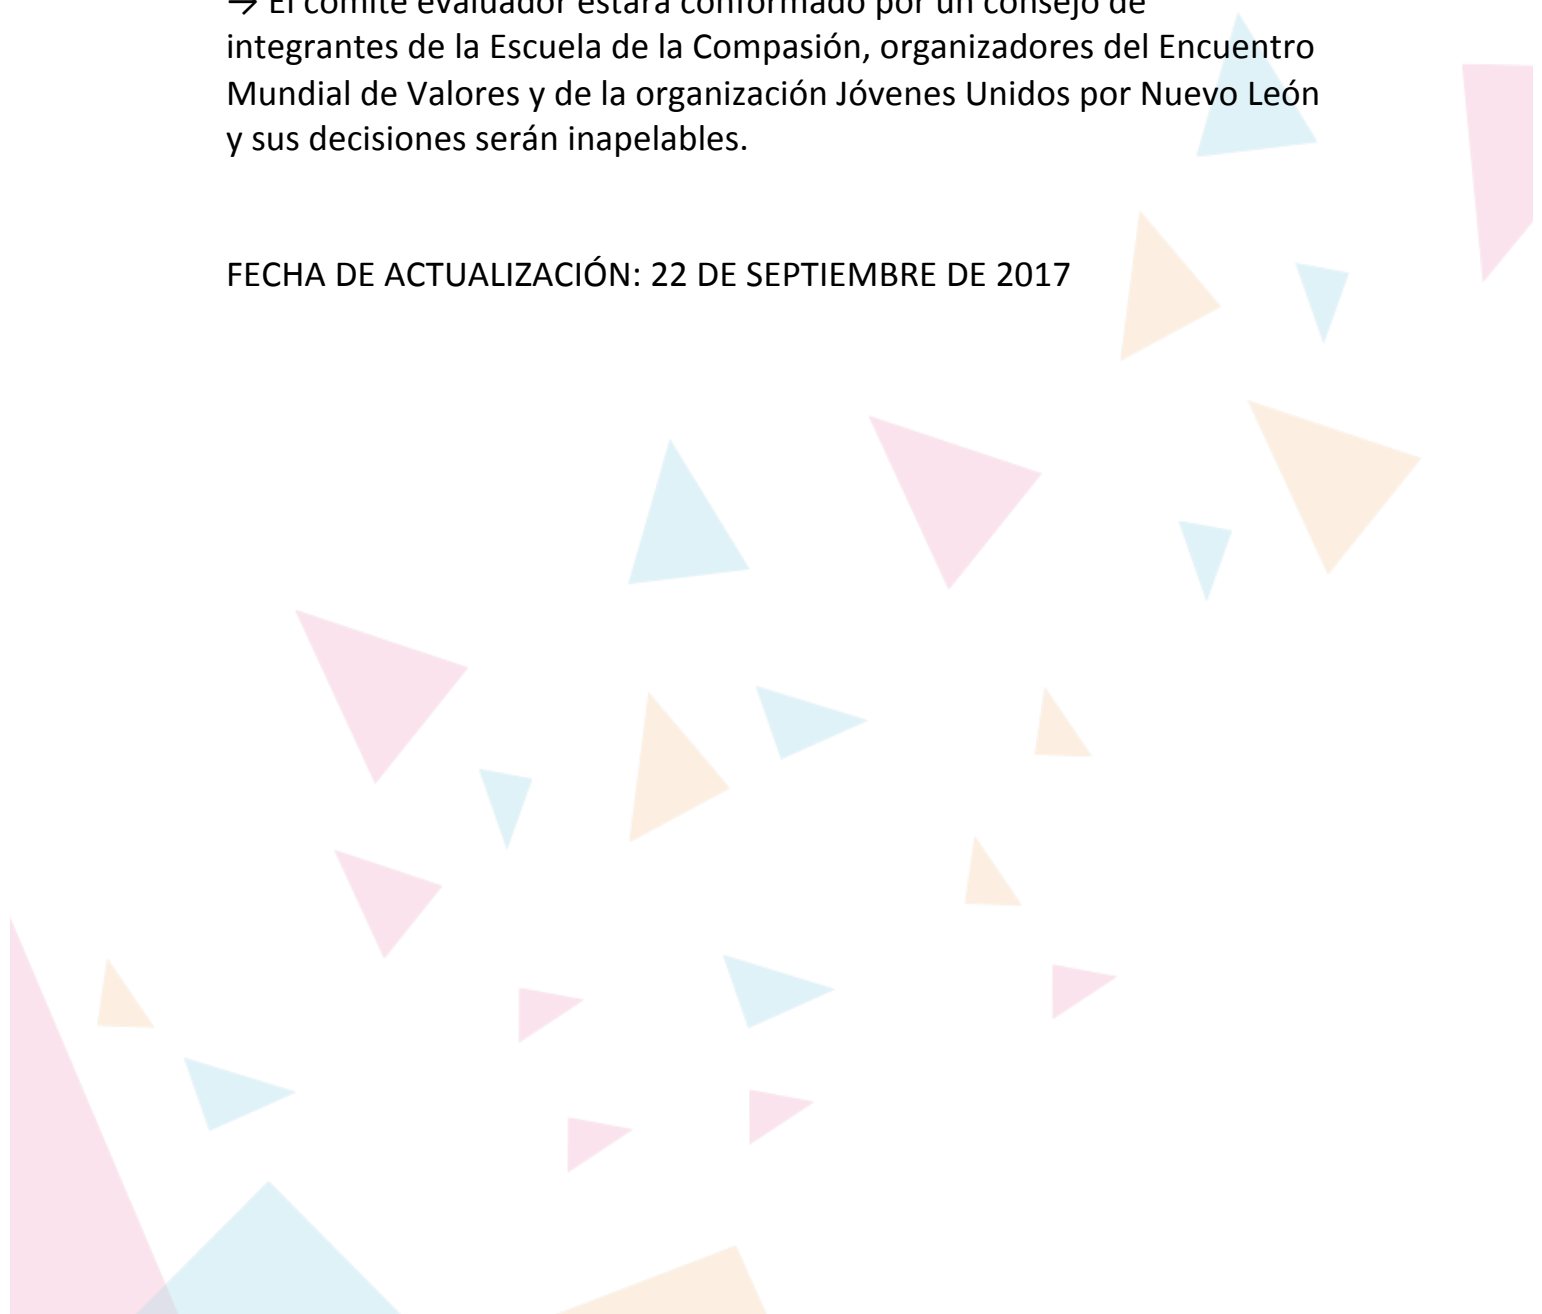 → El comité evaluador estará conformado por un consejo de
integrantes de la Escuela de la Compasión, organizadores del Encuentro
Mundial de Valores y de la organización Jóvenes Unidos por Nuevo León
y sus decisiones serán inapelables.
FECHA DE ACTUALIZACIÓN: 22 DE SEPTIEMBRE DE 2017